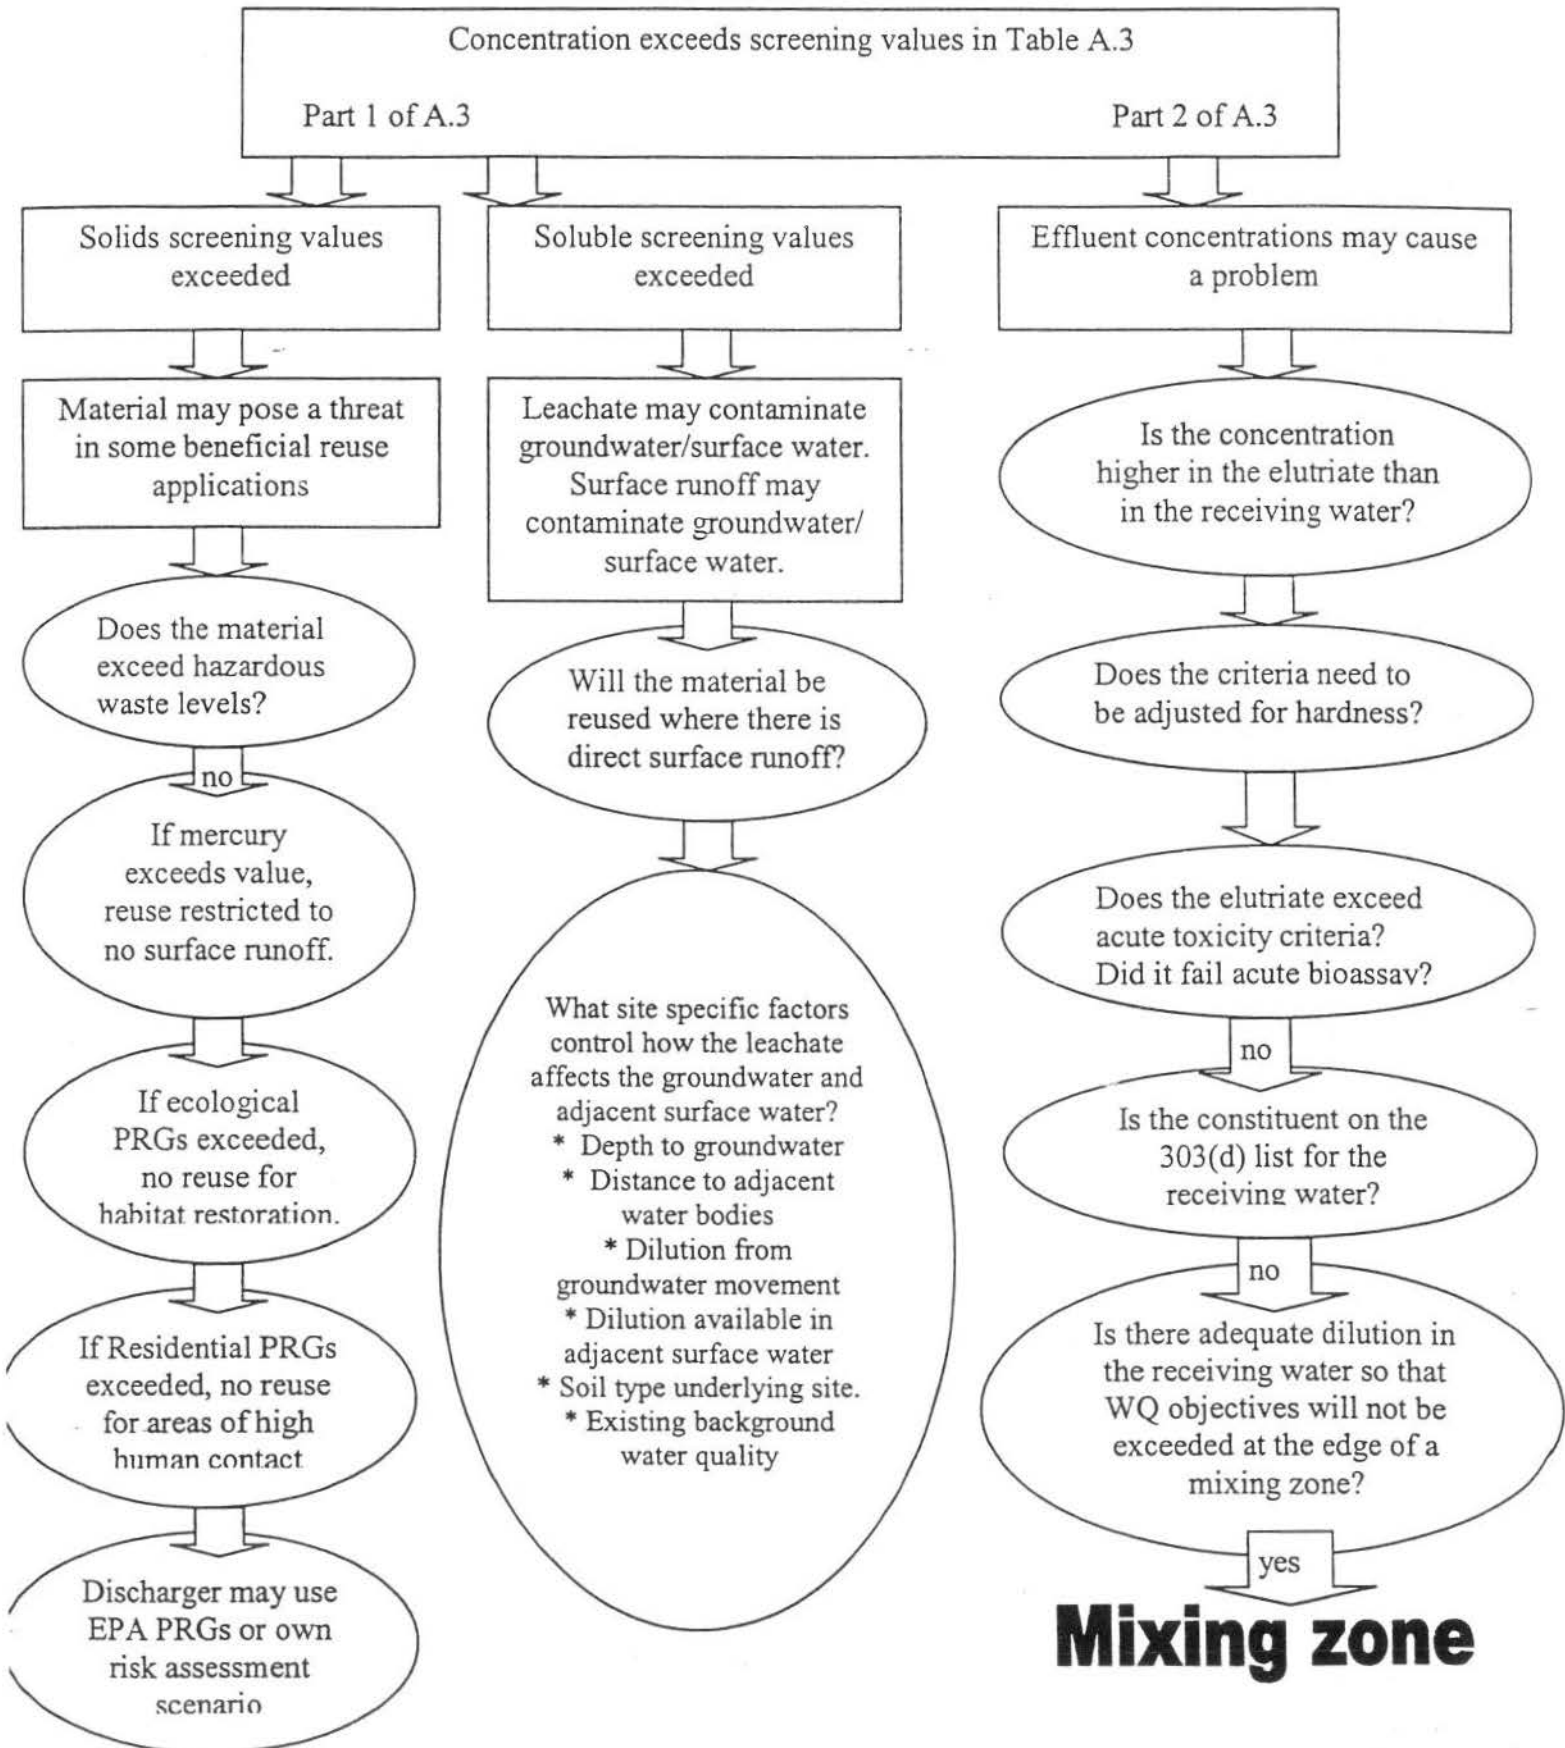 Concentration exceeds screening values in Table A.3
Part 1 of A.3
Part 2 of A.3
Solids screening values
exceeded
Material may pose a threat
in some beneficial reuse
applications
Does the material
exceed hazardous
waste levels?
no
If mercury
exceeds value,
reuse restricted to
no surface runoff.
If ecological
PRGs exceeded,
no reuse for
habitat restoration.
If Residential PRGs
exceeded, no reuse
for areas of high
human contact
Discharger may use
EPA PRGs or own
risk assessment
scenario
Soluble screening values
exceeded
Leachate may contaminate
groundwater/surface water.
Surface runoff may
contaminate groundwater/
surface water.
Will the material be
reused where there is
direct surface runoff?
What site specific factors
control how the leachate
affects the groundwater and
adjacent surface water?
* Depth to groundwater
* Distance to adjacent
water bodies
* Dilution from
groundwater movement
* Dilution available in
adjacent surface water
* Soil type underlying site.
* Existing background
water quality
Effluent concentrations may cause
a problem
Is the concentration
higher in the elutriate than
in the receiving water?
Does the criteria need to
be adjusted for hardness?
Does the elutriate exceed
acute toxicity criteria?
Did it fail acute bioassay?
no
Is the constituent on the
303(d) list for the
receiving water?
no
Is there adequate dilution in
the receiving water so that
WQ objectives will not be
exceeded at the edge of a
mixing zone?
yes
Mixing zone